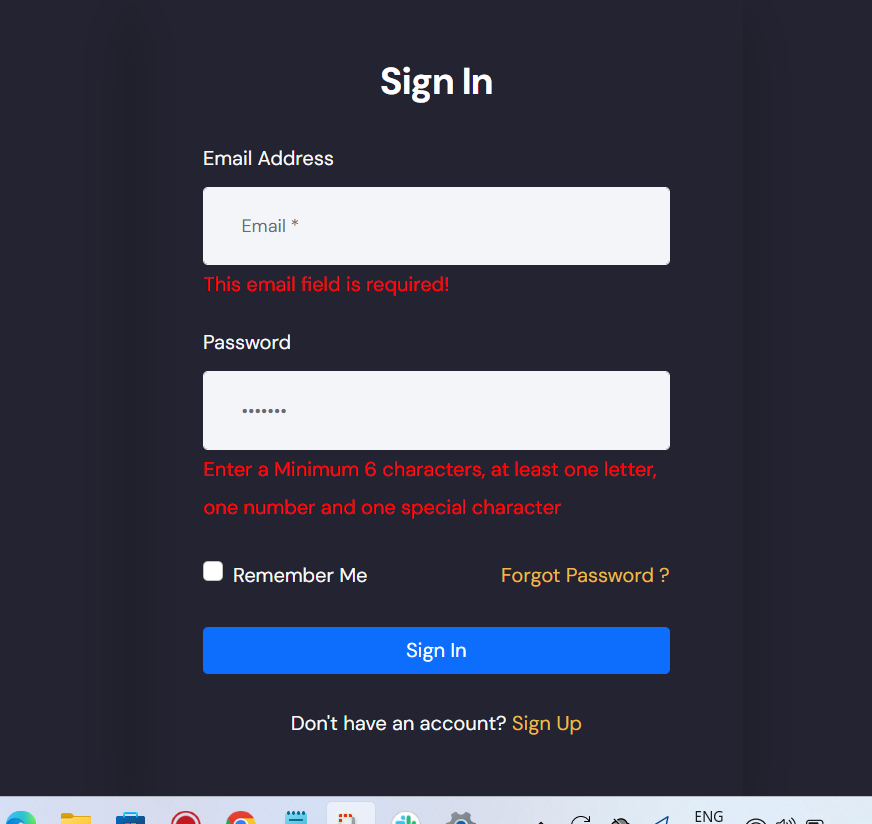 Sign In
Email Address
Email *
This email field is required!
Password
•••••••
Enter a Minimum 6 characters, at least one letter,
one number and one special character
Remember Me
Forgot Password ?
Sign In
Don't have an account? Sign Up
ENG